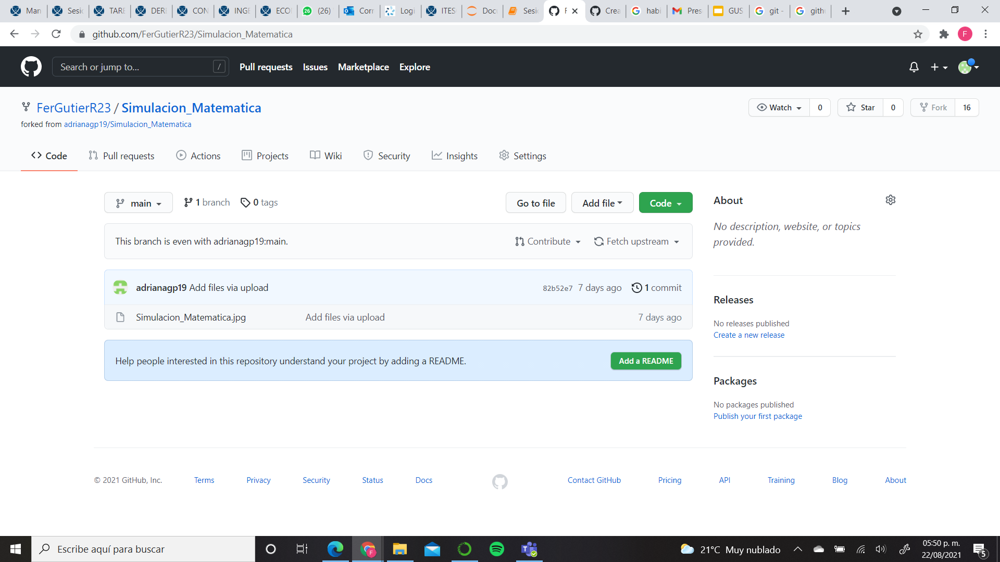 Man Sesi TARE DERI CON INGE ECO (26) Corr Logi ITES Doc Sesi Crea habi Pres GUS git - githu
github.com/FerGutierR23/Simulacion_Matematica F
Search or jump to... / Pull requests Issues Marketplace Explore
FerGutierR23 / Simulacion_Matematica Watch 0 Star 0 Fork 16
forked from adrianagp19/Simulacion_Matematica
Code Pull requests Actions Projects Wiki Security Insights Settings
main 1 branch 0 tags Go to file Add file Code
This branch is even with adrianagp19:main. Contribute Fetch upstream
adrianagp19 Add files via upload 82b52e7 7 days ago 1 commit
Simulacion_Matematica.jpg Add files via upload 7 days ago
Help people interested in this repository understand your project by adding a README. Add a README
About
No description, website, or topics
provided.
Releases
No releases published
Create a new release
Packages
No packages published
Publish your first package
© 2021 GitHub, Inc. Terms Privacy Security Status Docs Contact GitHub Pricing API Training Blog About
Escribe aquí para buscar 21°C Muy nublado 05:50 p. m.
22/08/2021 5